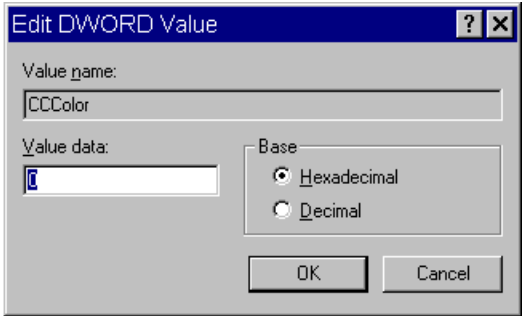 Edit DWORD Value
Value name:
CCColor
Value data:
0
Base
Hexadecimal
Decimal
OK
Cancel